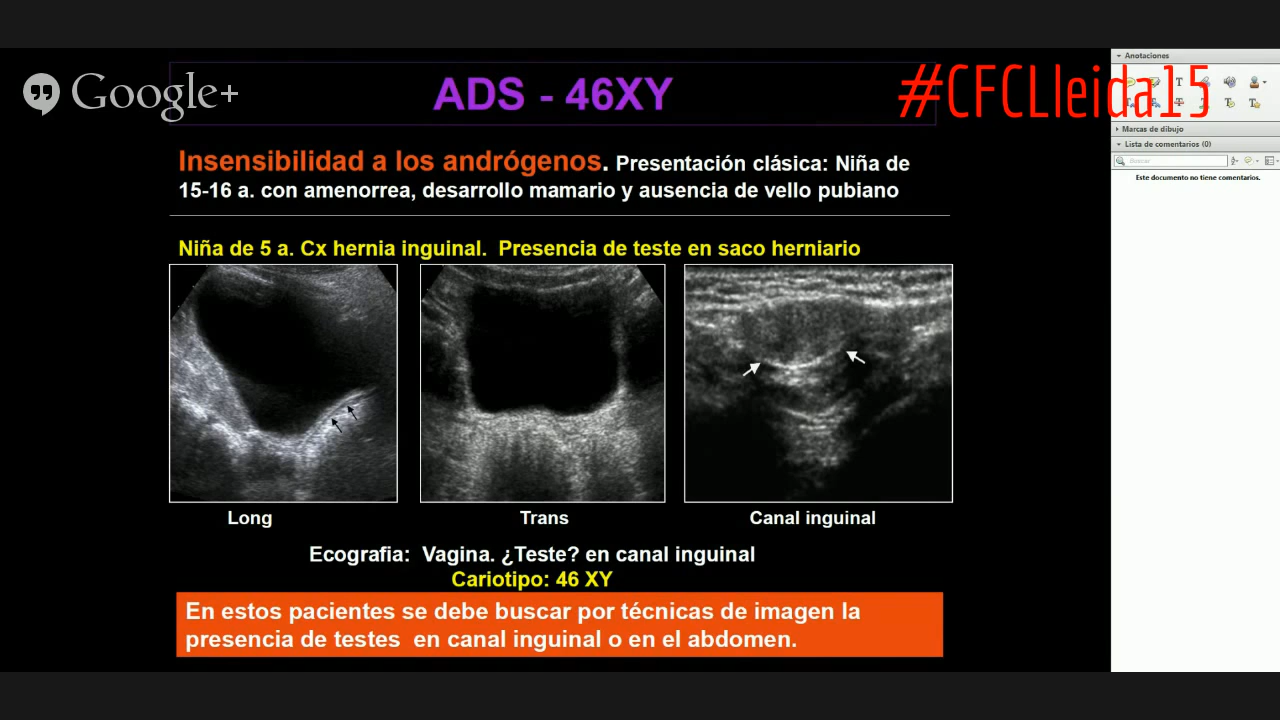 Google+
#CFCLleida15
ADS - 46XY
Insensibilidad a los andrógenos. Presentación clásica: Niña de
15-16 a. con amenorrea, desarrollo mamario y ausencia de vello pubiano
Niña de 5 a. Cx hernia inguinal. Presencia de teste en saco herniario
Long
Trans
Canal inguinal
Ecografia: Vagina. ¿Teste? en canal inguinal
Cariotipo: 46 XY
En estos pacientes se debe buscar por técnicas de imagen la
presencia de testes en canal inguinal o en el abdomen.
Anotaciones
Marcas de dibujo
Lista de comentarios (0)
Buscar
Este documento no tiene comentarios.